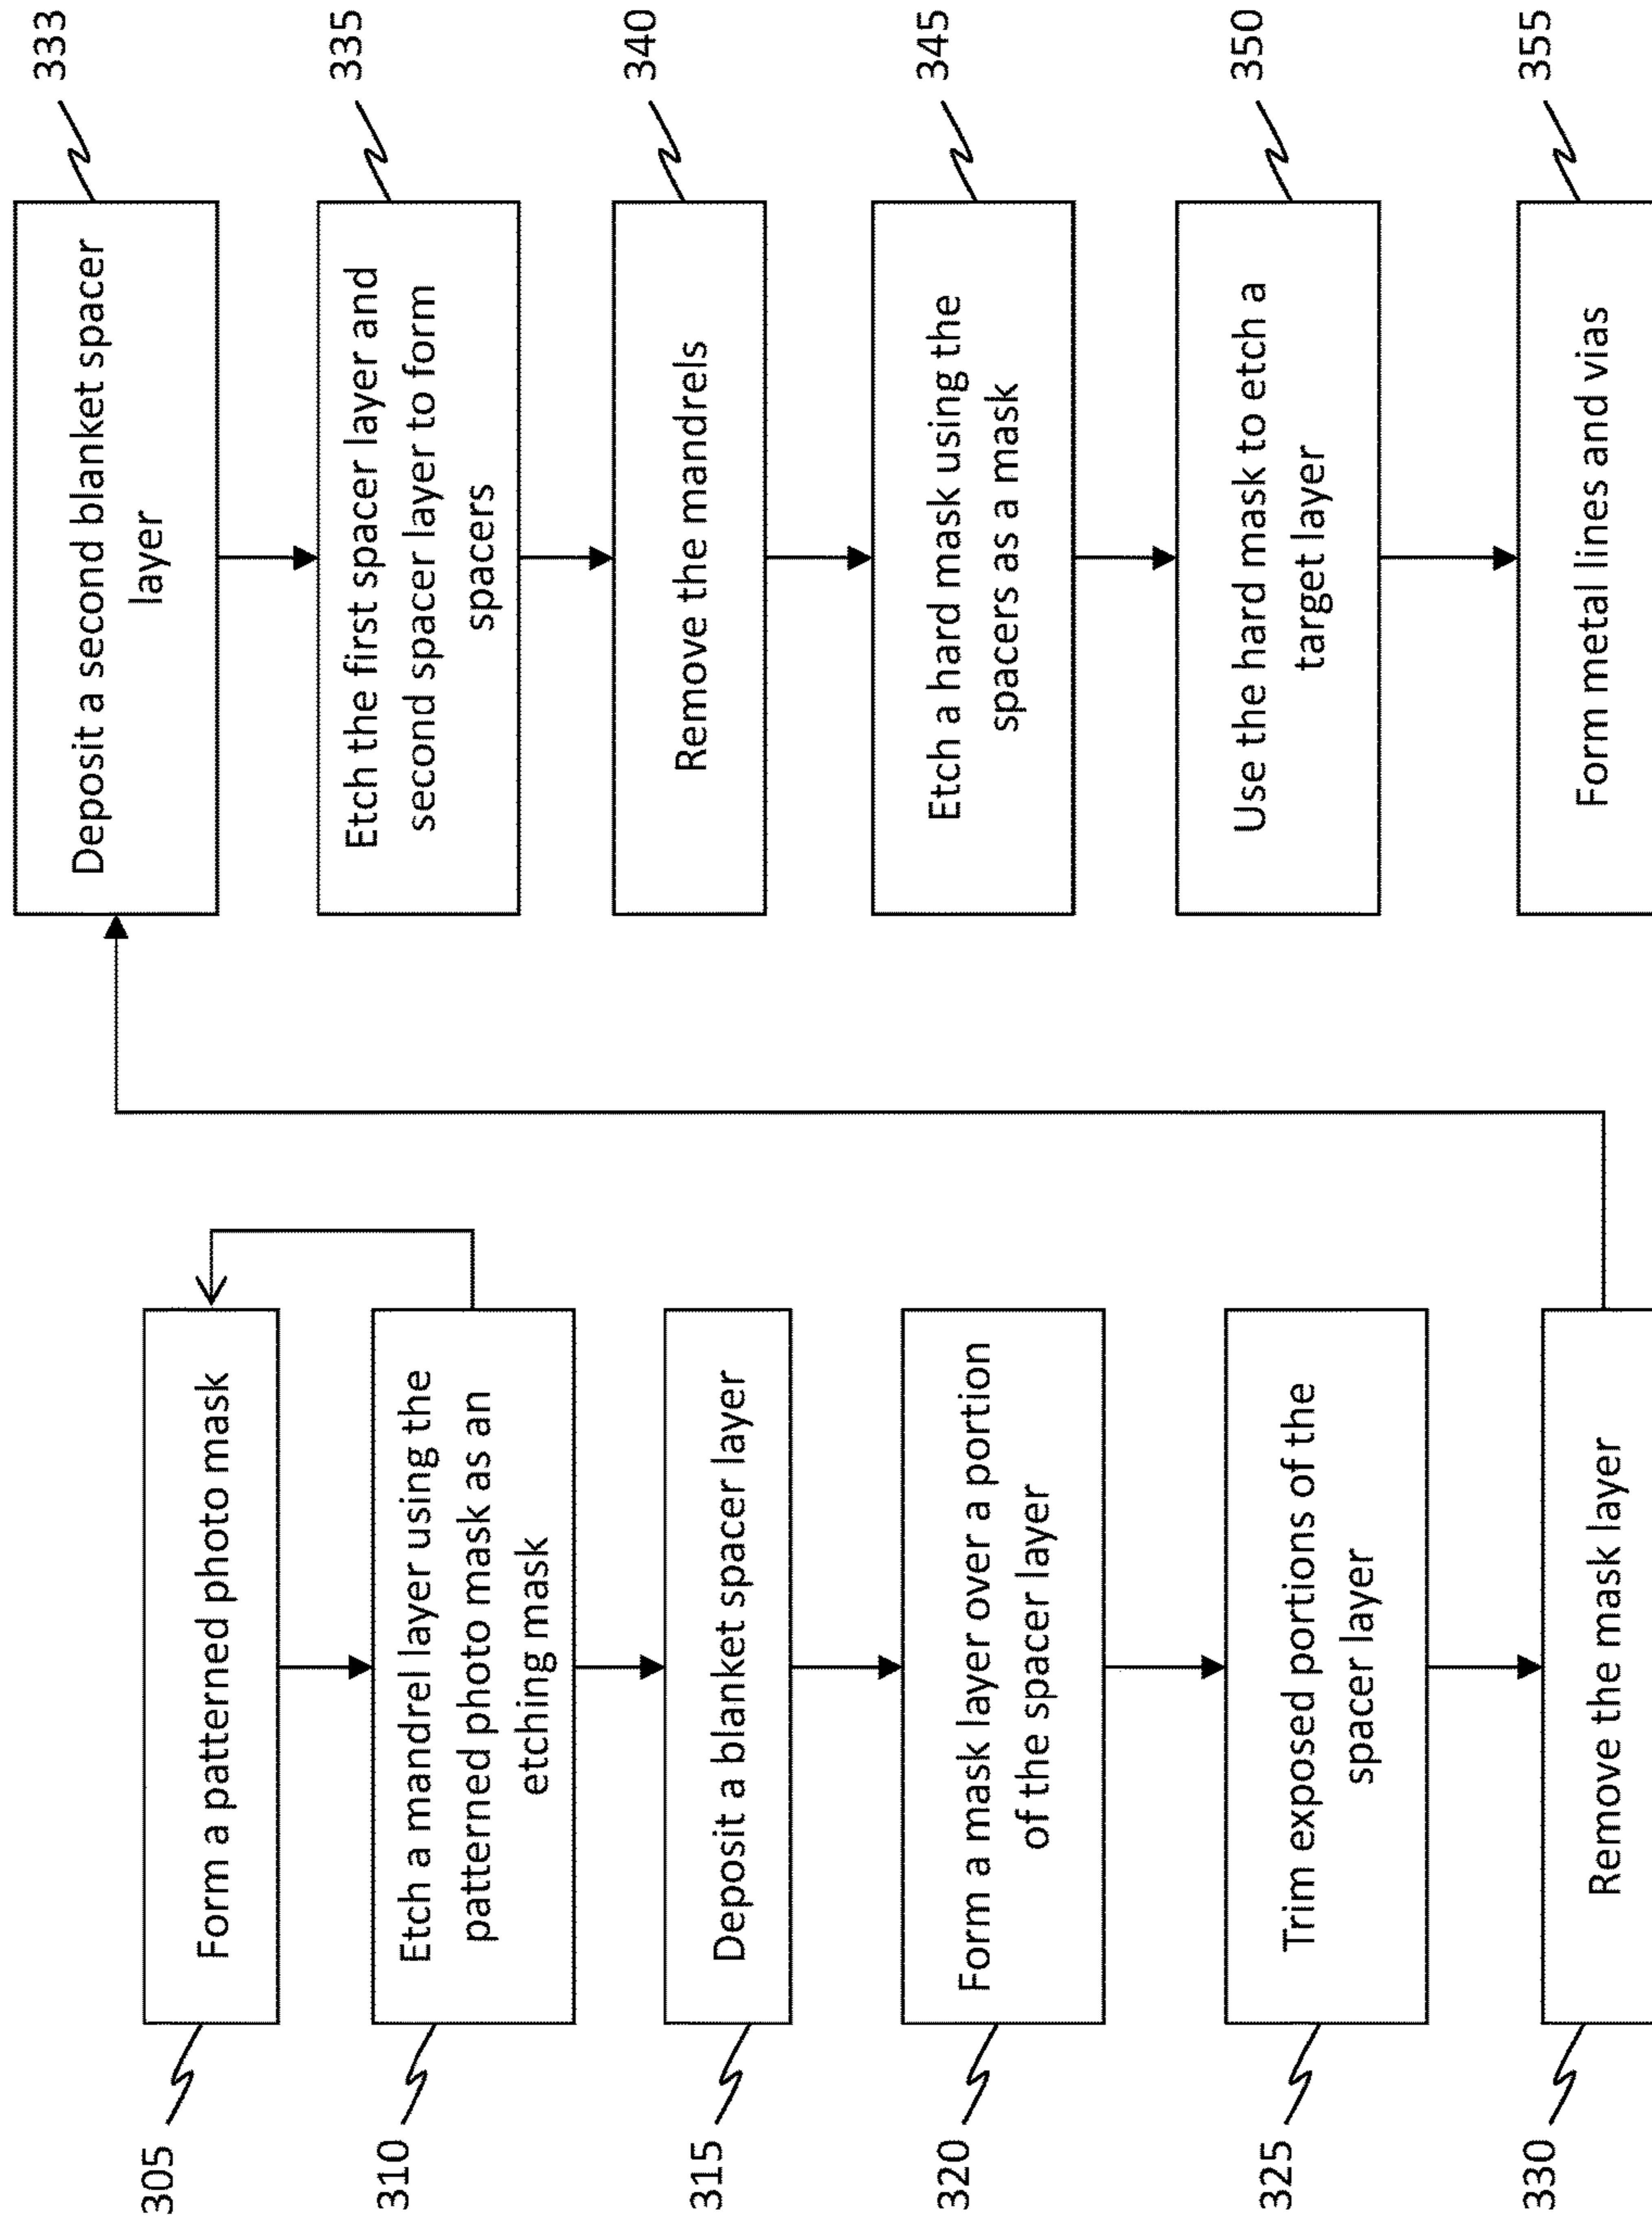 305
Form a patterned photo mask
310
Etch a mandrel layer using the
patterned photo mask as an
etching mask
315
Deposit a blanket spacer layer
320
Form a mask layer over a portion
of the spacer layer
325
Trim exposed portions of the
spacer layer
330
Remove the mask layer
Deposit a second blanket spacer
layer
333
Etch the first spacer layer and
second spacer layer to form
spacers
335
Remove the mandrels
340
Etch a hard mask using the
spacers as a mask
345
Use the hard mask to etch a
target layer
350
Form metal lines and vias
355